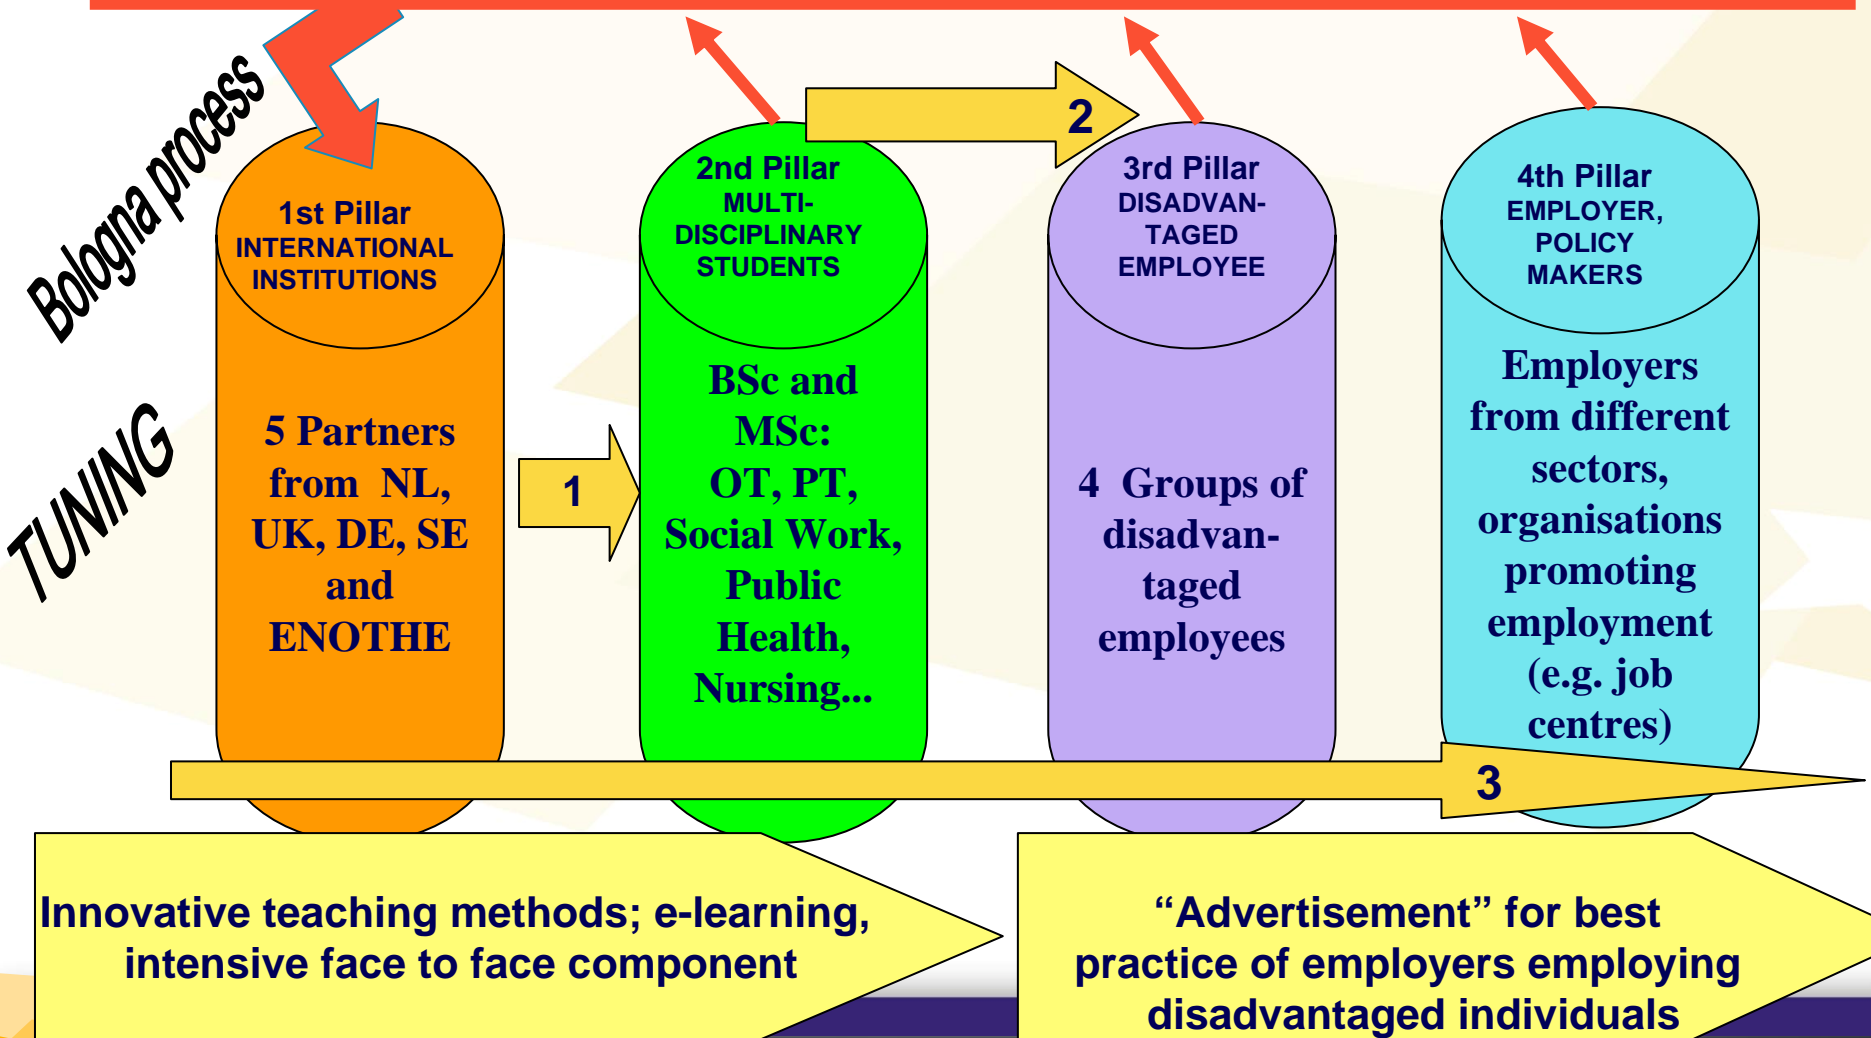 Bologna process
TUNING
1st Pillar
INTERNATIONAL
INSTITUTIONS
5 Partners
from NL,
UK, DE, SE
and
ENOTHE
1
2nd Pillar
MULTI-
DISCIPLINARY
STUDENTS
BSc and
MSc:
OT, PT,
Social Work,
Public
Health,
Nursing...
2
3rd Pillar
DISADVAN-
TAGED
EMPLOYEE
4 Groups of
disadvan-
taged
employees
4th Pillar
EMPLOYER,
POLICY
MAKERS
Employers
from different
sectors,
organisations
promoting
employment
(e.g. job
centres)
3
Innovative teaching methods; e-learning,
intensive face to face component
“Advertisement” for best
practice of employers employing
disadvantaged individuals